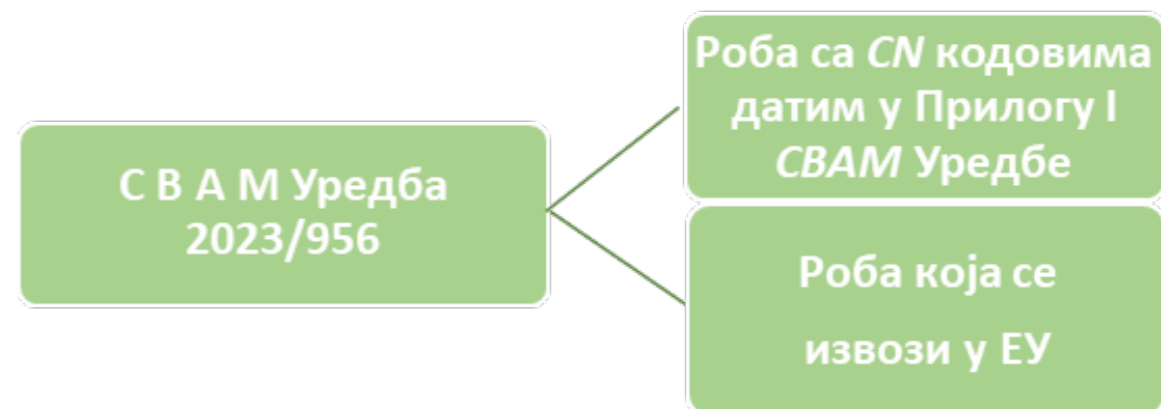 С В А М Уредба
2023/956
Роба са CN кодовима
датим у Прилогу I
CBAM Уредбе
Роба која се
извози у ЕУ